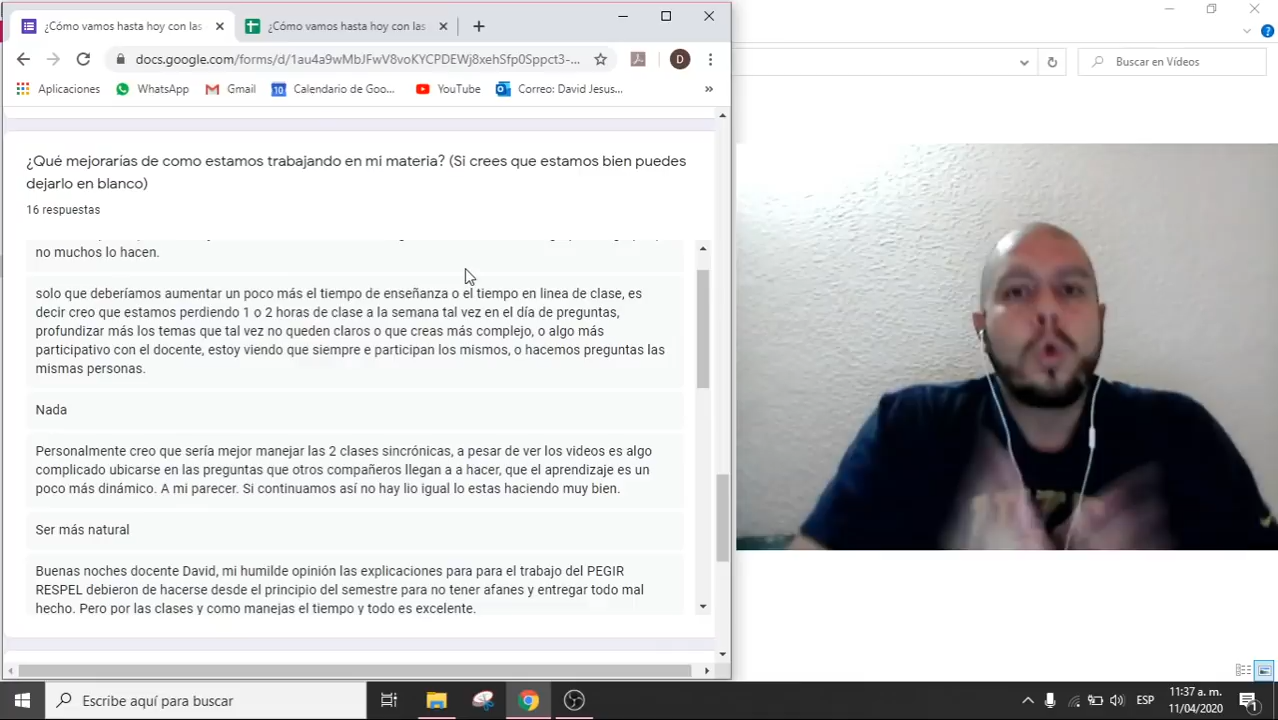 ¿Cómo vamos hasta hoy con las
¿Cómo vamos hasta hoy con las
docs.google.com/forms/d/1au4a9wMbJFwV8voKYCPDEWj8xehSfp0Sppct3-...
D
Buscar en Vídeos
Aplicaciones
WhatsApp
Gmail
10
Calendario de Goo...
YouTube
Correo: David Jesus...
»
¿Qué mejorarías de como estamos trabajando en mi materia? (Si crees que estamos bien puedes
dejarlo en blanco)
16 respuestas
no muchos lo hacen.
solo que deberíamos aumentar un poco más el tiempo de enseñanza o el tiempo en linea de clase, es
decir creo que estamos perdiendo 1 o 2 horas de clase a la semana tal vez en el día de preguntas,
profundizar más los temas que tal vez no queden claros o que creas más complejo, o algo más
participativo con el docente, estoy viendo que siempre e participan los mismos, o hacemos preguntas las
mismas personas.
Nada
Personalmente creo que sería mejor manejar las 2 clases sincrónicas, a pesar de ver los videos es algo
complicado ubicarse en las preguntas que otros compañeros llegan a a hacer, que el aprendizaje es un
poco más dinámico. A mi parecer. Si continuamos así no hay lio igual lo estas haciendo muy bien.
Ser más natural
Buenas noches docente David, mi humilde opinión las explicaciones para para el trabajo del PEGIR
RESPEL debieron de hacerse desde el principio del semestre para no tener afanes y entregar todo mal
hecho. Pero por las clases y como manejas el tiempo y todo es excelente.
Escribe aquí para buscar
ESP
11:37 a. m.
11/04/2020
1